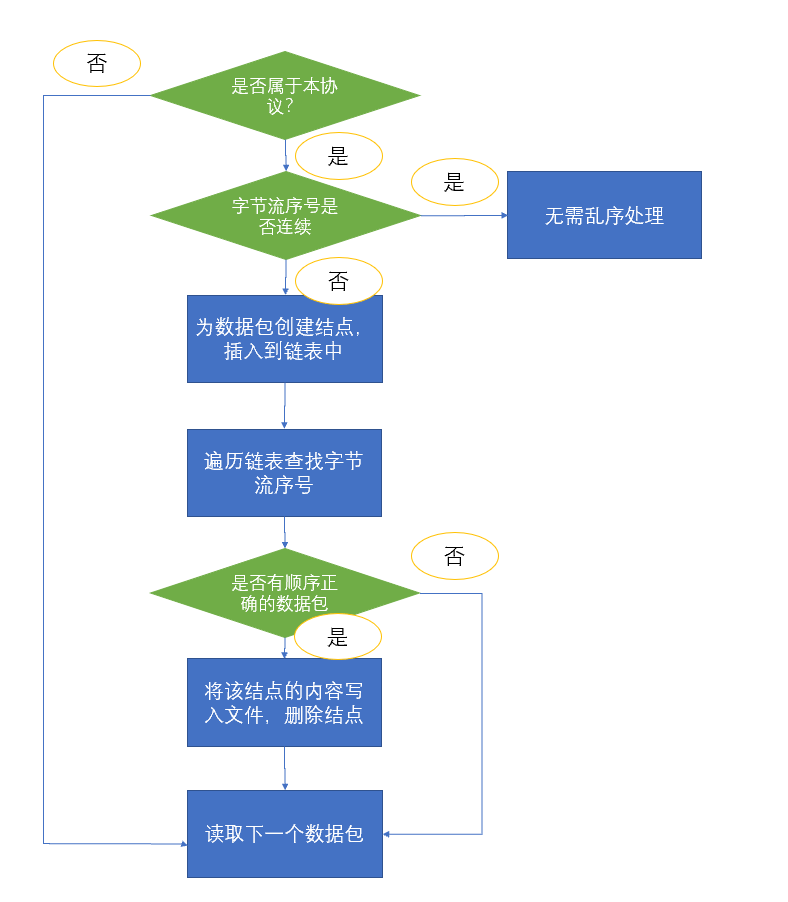 否
是否属于本协
议？
是
字节流序号是
否连续
是
无需乱序处理
否
为数据包创建结点，
插入到链表中
遍历链表查找字节
流序号
是否有顺序正
确的数据包
否
是
将该结点的内容写
入文件，删除结点
读取下一个数据包